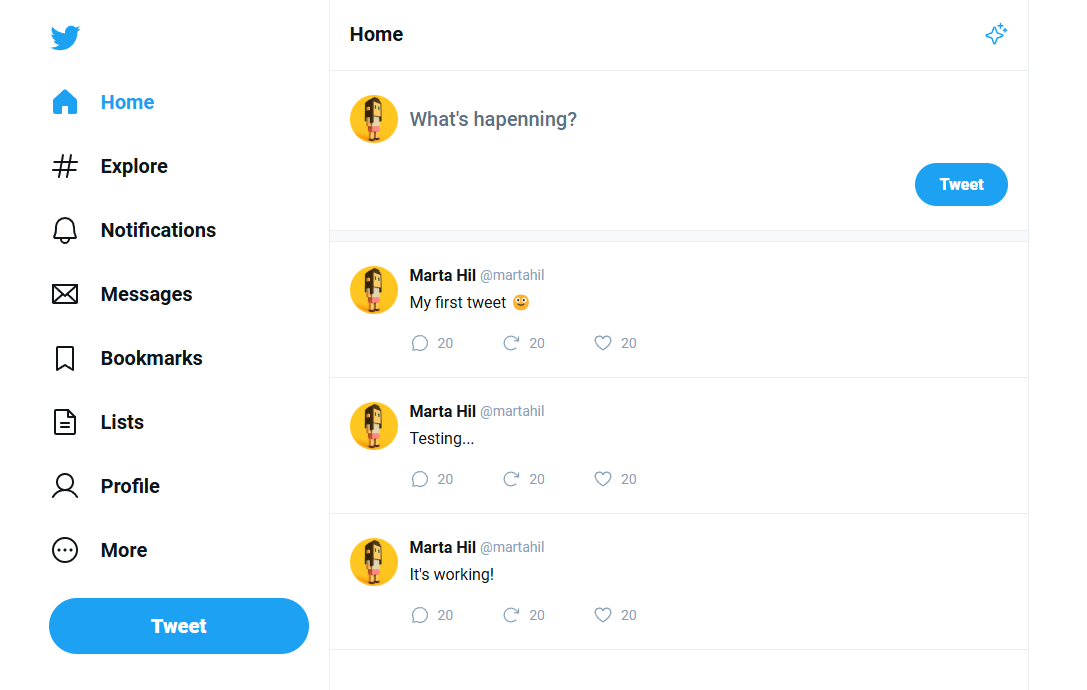 Home
Explore
Notifications
Messages
Bookmarks
Lists
Profile
More
Tweet
Home
What's hapenning?
Tweet
Marta Hil @martahil
My first tweet 🙂
20 20 20
Marta Hil @martahil
Testing...
20 20 20
Marta Hil @martahil
It's working!
20 20 20